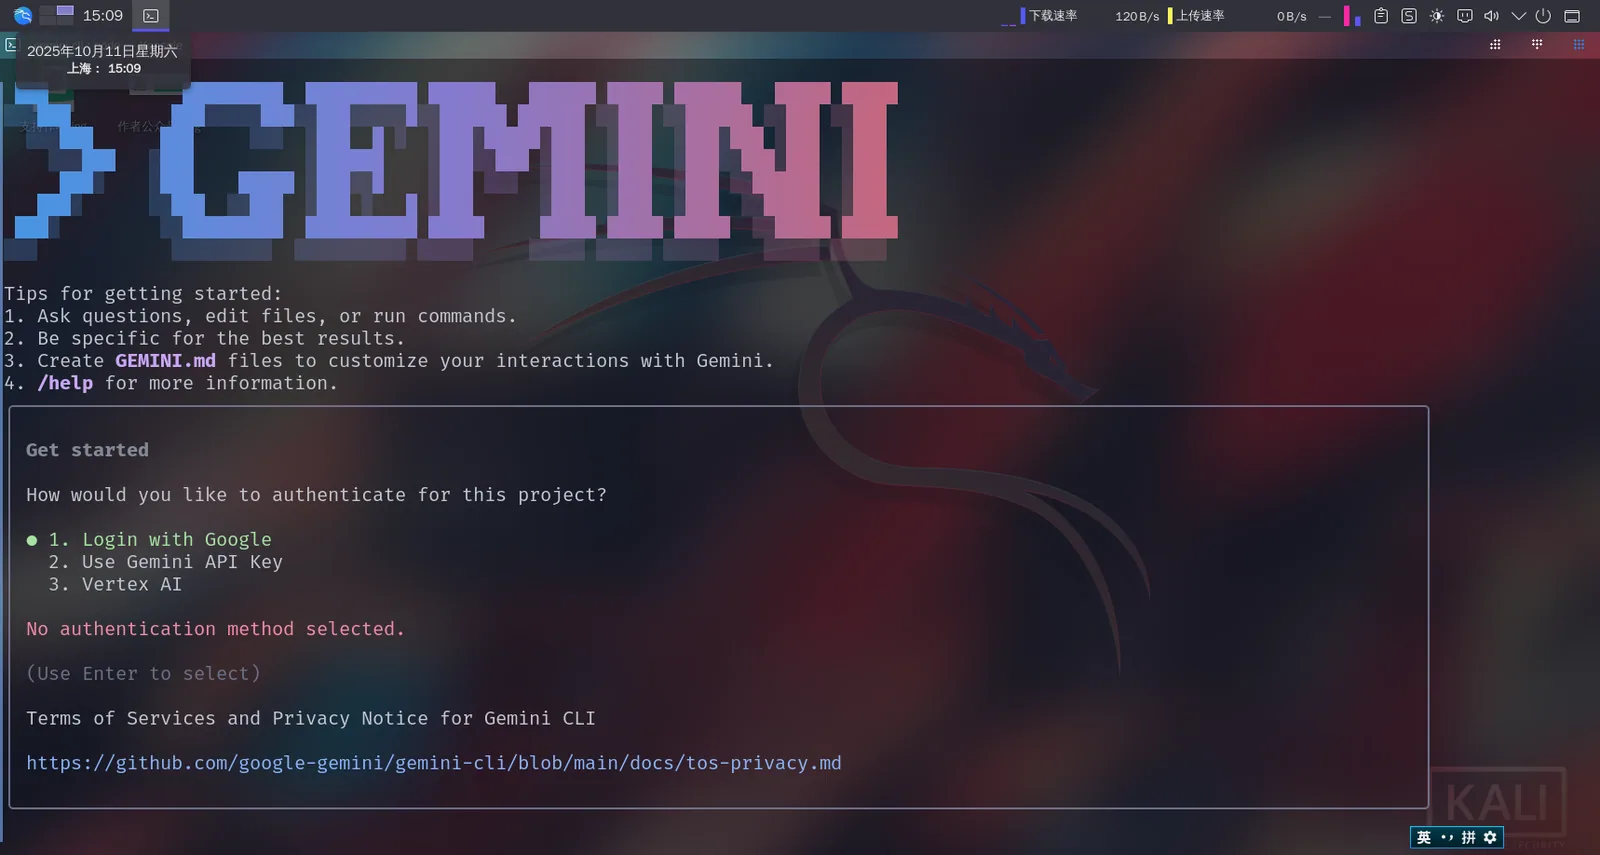 15:09
下载速率 120 B/s 上传速率 0 B/s
2025年10月11日星期六
上海： 15:09
作者公众
GEMINI
Tips for getting started:
1. Ask questions, edit files, or run commands.
2. Be specific for the best results.
3. Create GEMINI.md files to customize your interactions with Gemini.
4. /help for more information.
Get started
How would you like to authenticate for this project?
● 1. Login with Google
2. Use Gemini API Key
3. Vertex AI
No authentication method selected.
(Use Enter to select)
Terms of Services and Privacy Notice for Gemini CLI
https://github.com/google-gemini/gemini-cli/blob/main/docs/tos-privacy.md
KALI
英 •, 拼